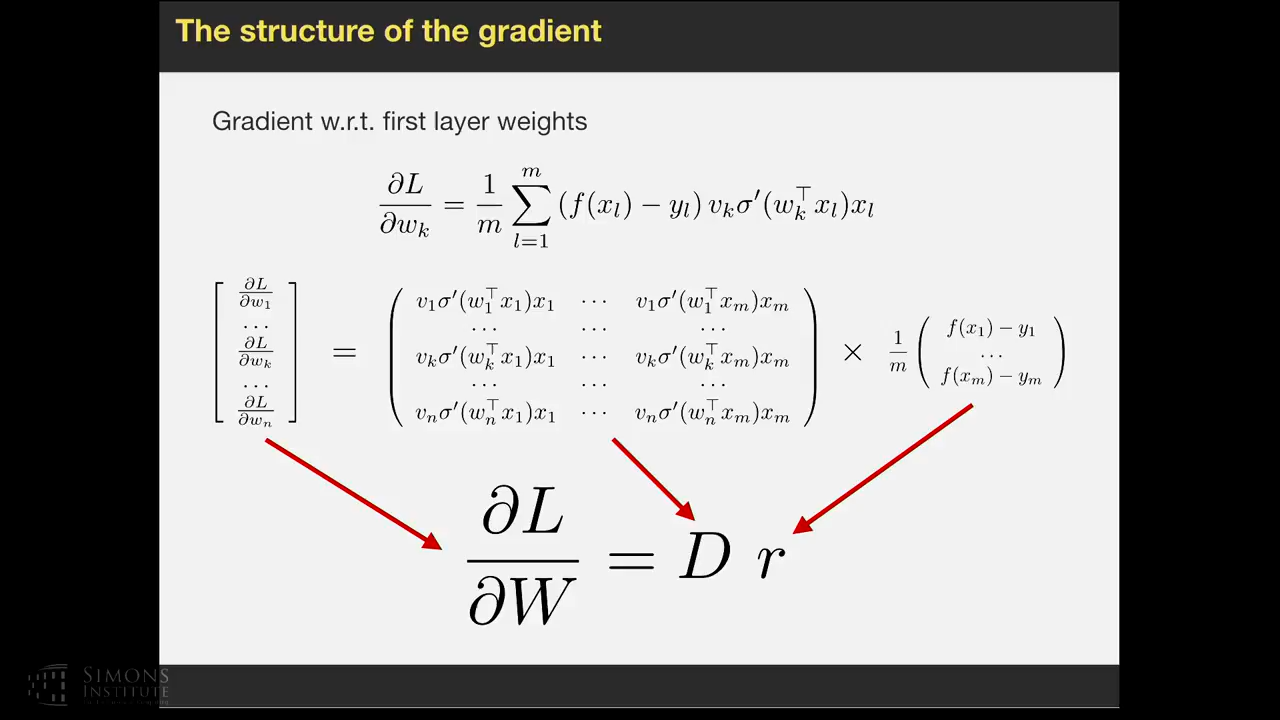 The structure of the gradient
Gradient w.r.t. first layer weights
∂L/∂w_k = 1/m ∑_{l=1}^{m} (f(x_l) − y_l) v_k σ′(w_k^⊤ x_l) x_l
[ ∂L/∂w_1 … ∂L/∂w_k … ∂L/∂w_n ] = ( v_1σ′(w_1^⊤ x_1)x_1 ⋯ v_1σ′(w_1^⊤ x_m)x_m
⋯ ⋯ ⋯
v_kσ′(w_k^⊤ x_1)x_1 ⋯ v_kσ′(w_k^⊤ x_m)x_m
⋯ ⋯ ⋯
v_nσ′(w_n^⊤ x_1)x_1 ⋯ v_nσ′(w_n^⊤ x_m)x_m ) × 1/m ( f(x_1) − y_1 ⋯ f(x_m) − y_m )
∂L/∂W = D r
SIMONS
INSTITUTE